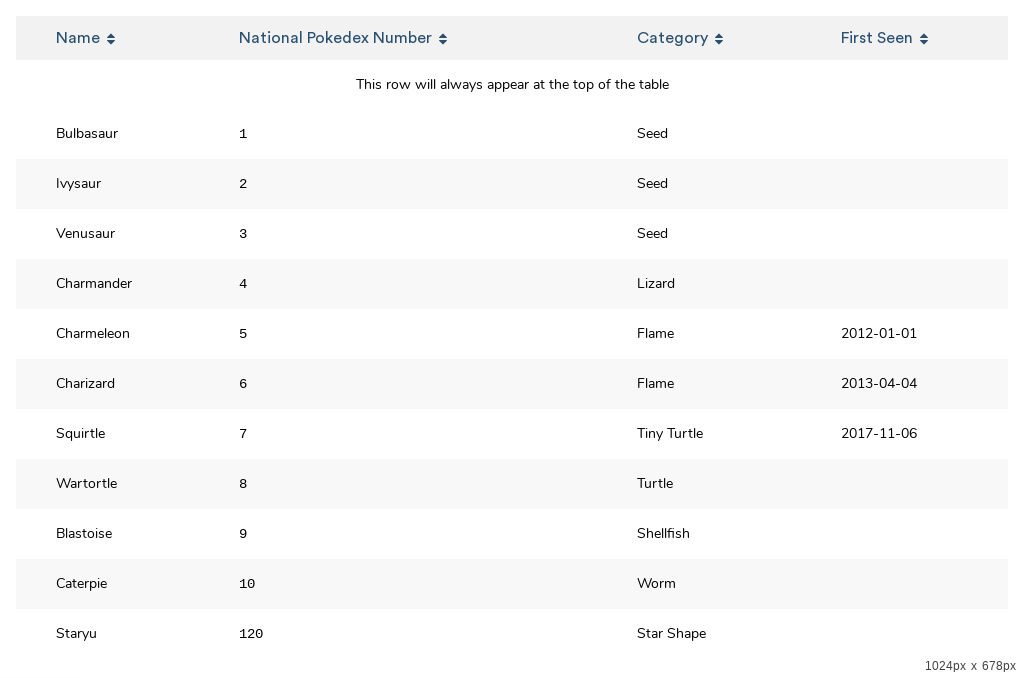 Name National Pokedex Number Category First Seen
This row will always appear at the top of the table
Bulbasaur 1 Seed
Ivysaur 2 Seed
Venusaur 3 Seed
Charmander 4 Lizard
Charmeleon 5 Flame 2012-01-01
Charizard 6 Flame 2013-04-04
Squirtle 7 Tiny Turtle 2017-11-06
Wartortle 8 Turtle
Blastoise 9 Shellfish
Caterpie 10 Worm
Staryu 120 Star Shape
1024px x 678px